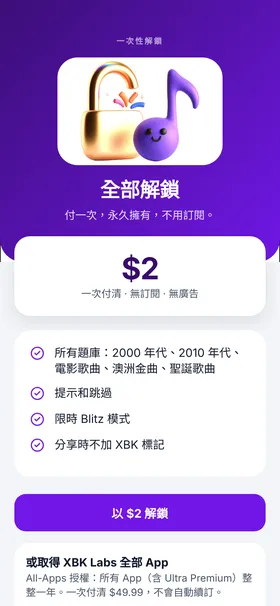 一次性解鎖
全部解鎖
付一次，永久擁有，不用訂閱。
$2
一次付清 · 無訂閱 · 無廣告
所有題庫：2000 年代、2010 年代、
電影歌曲、澳洲金曲、聖誕歌曲
提示和跳過
限時 Blitz 模式
分享時不加 XBK 標記
以 $2 解鎖
或取得 XBK Labs 全部 App
All-Apps 授權：所有 App（含 Ultra Premium）整
整一年。一次付清 $49.99，不會自動續訂。